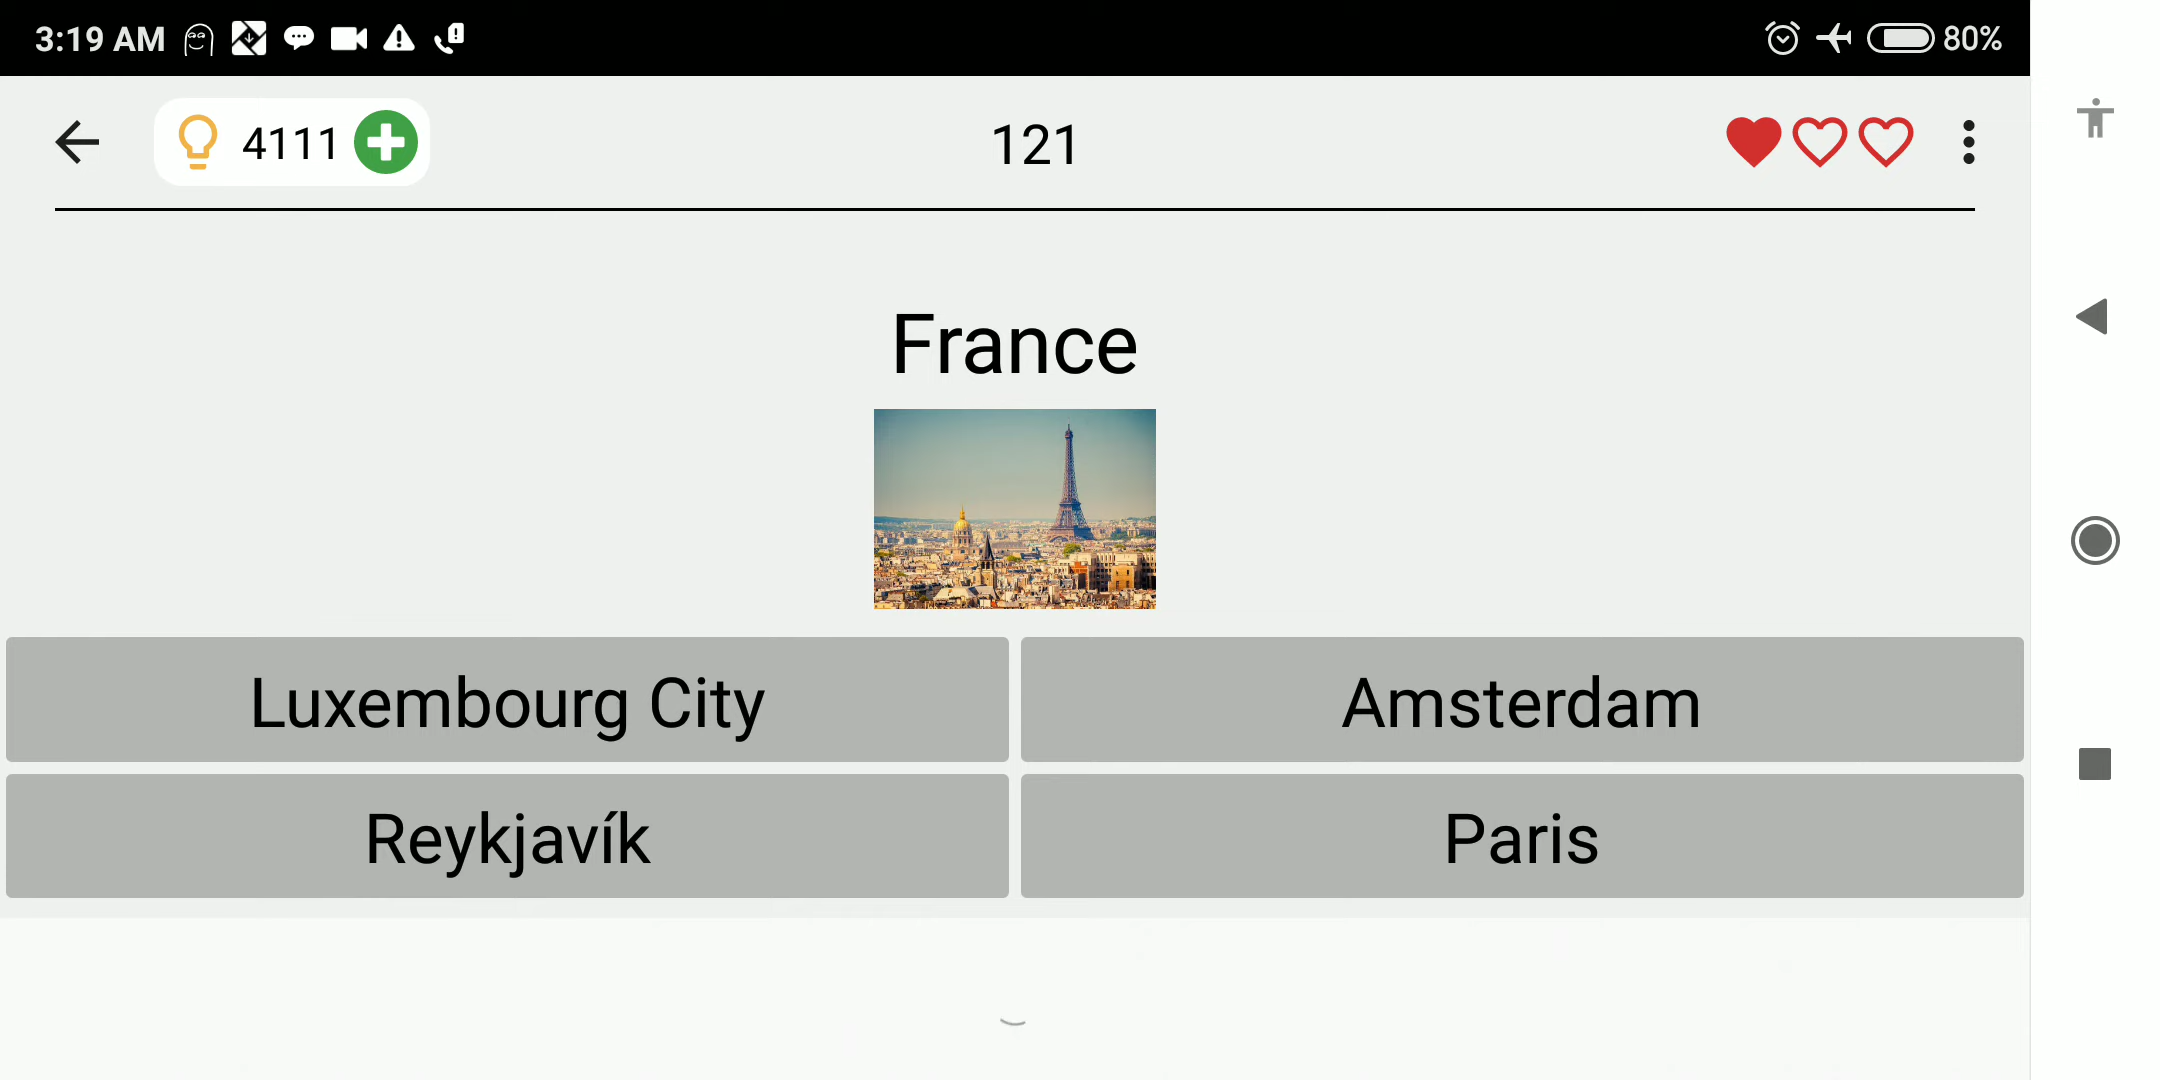 3:19 AM
80%
4111
121
France
Luxembourg City
Amsterdam
Reykjavík
Paris